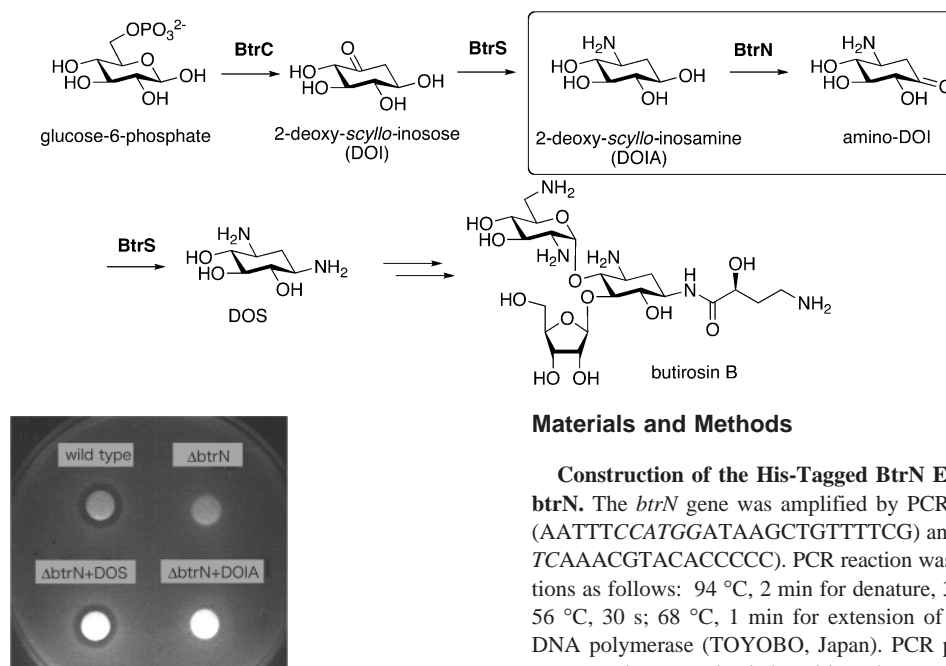 OPO₃²⁻
BtrC
BtrS
BtrN
O
O
H₂N
H₂N
HO
HO
OH
OH
HO
HO
OH
OH
HO
HO
OH
OH
HO
HO
OH
O
glucose-6-phosphate
2-deoxy-scyllo-inosose
(DOI)
2-deoxy-scyllo-inosamine
(DOIA)
amino-DOI
BtrS
H₂N
HO
HO
NH₂
OH
DOS
NH₂
HO
HO
O
H₂N
O
H₂N
O
OH
HO
O
OH
H
N
O
OH
NH₂
HO
OH
butirosin B
wild type
ΔbtrN
ΔbtrN+DOS
ΔbtrN+DOIA
Materials and Methods
Construction of the His-Tagged BtrN E
btrN. The btrN gene was amplified by PCR
(AATTTCCATGGATAAGCTGTTTTCG) an
TCAAACGTACACCCCC). PCR reaction was
tions as follows: 94 °C, 2 min for denature, 3
56 °C, 30 s; 68 °C, 1 min for extension of
DNA polymerase (TOYOBO, Japan). PCR p